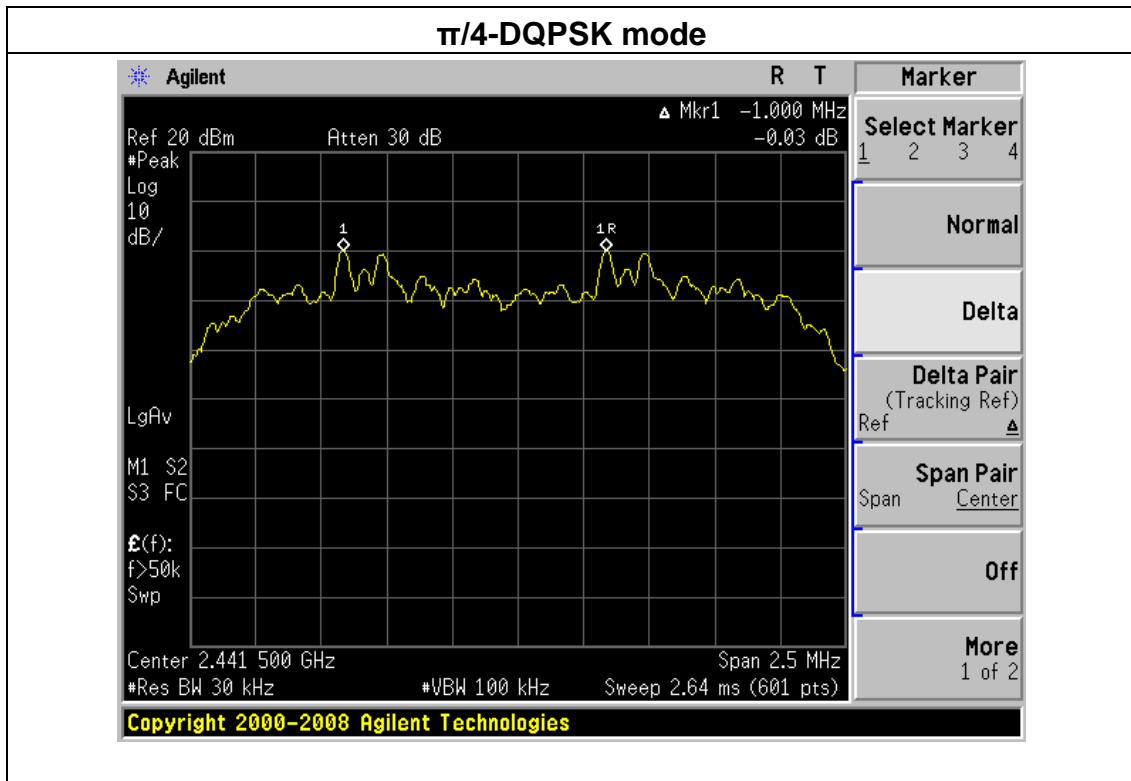 π/4-DQPSK mode
Agilent R T
Δ Mkr1 -1.000 MHz
Ref 20 dBm Atten 30 dB -0.03 dB
#Peak
Log
10
dB/
1 1R
LgAv
M1 S2
S3 FC
£(f):
f>50k
Swp
Center 2.441 500 GHz Span 2.5 MHz
#Res BW 30 kHz #VBW 100 kHz Sweep 2.64 ms (601 pts)
Copyright 2000-2008 Agilent Technologies
Marker
Select Marker
1 2 3 4
Normal
Delta
Delta Pair
(Tracking Ref)
Ref Δ
Span Pair
Span Center
Off
More
1 of 2